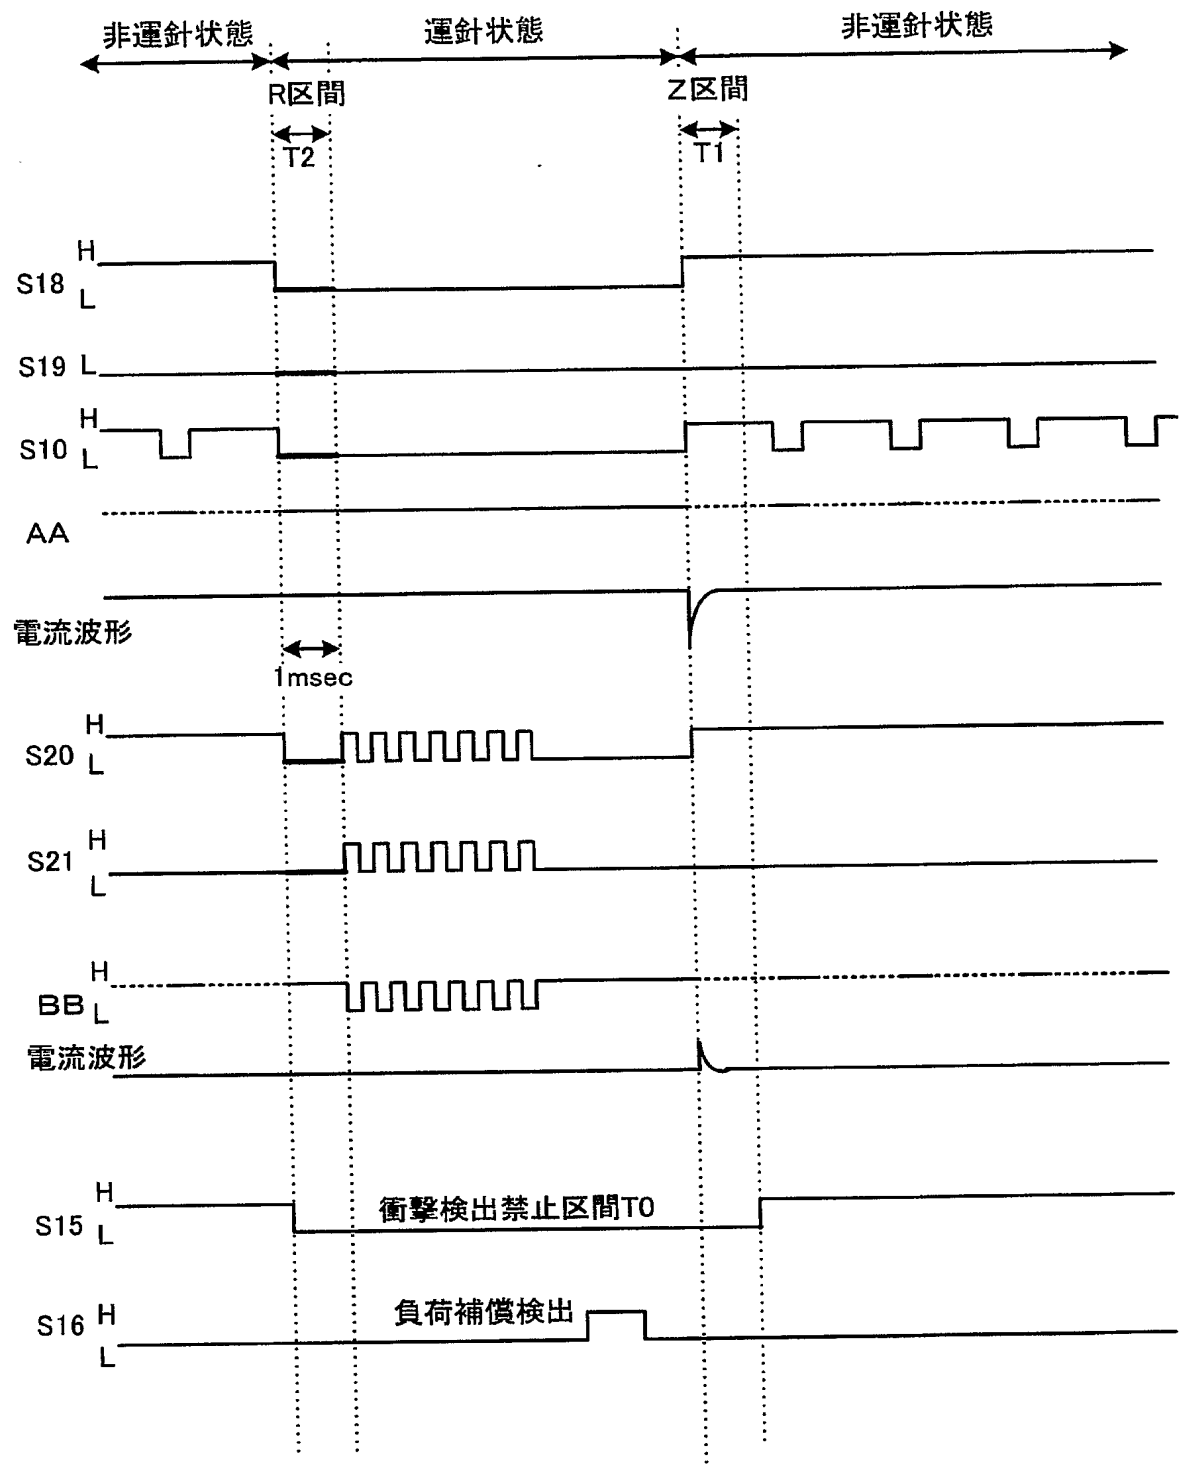 非運針状態 運針状態 非運針状態
R区間 Z区間
T2 T1
H
S18
L
S19 L
H
S10
L
AA
電流波形
1msec
H
S20
L
H
S21
L
H
BB
L
電流波形
H
S15 衝撃検出禁止区間T0
L
S16 H 負荷補償検出
L